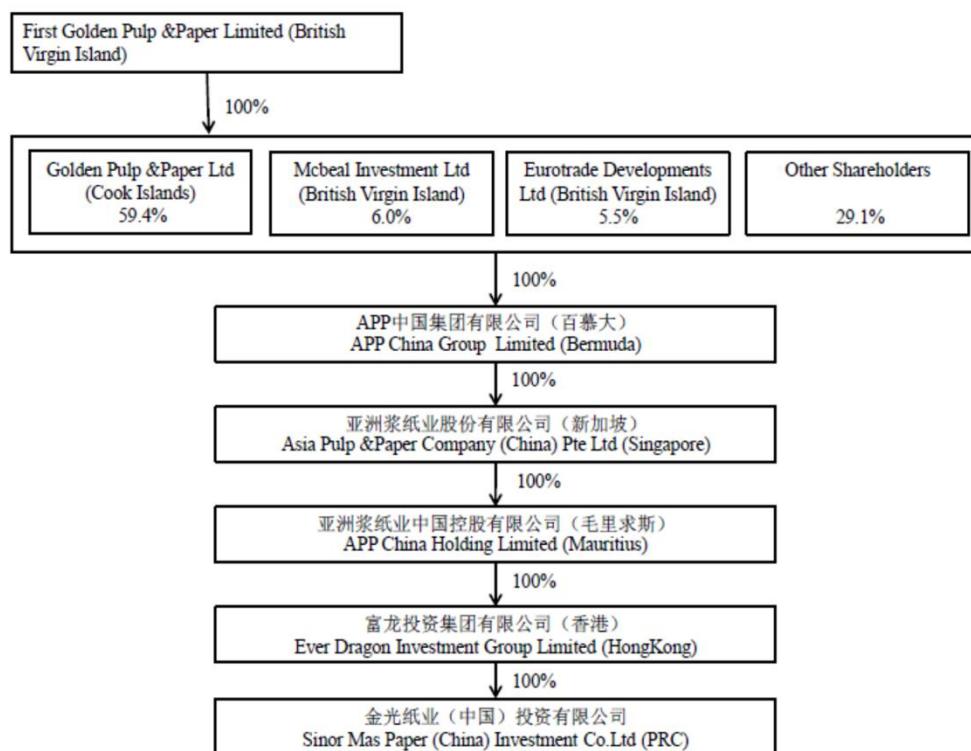 First Golden Pulp &Paper Limited (British
Virgin Island)
100%
Golden Pulp &Paper Ltd
(Cook Islands)
59.4%
Mcbeal Investment Ltd
(British Virgin Island)
6.0%
Eurotrade Developments
Ltd (British Virgin Island)
5.5%
Other Shareholders
29.1%
100%
APP中国集团有限公司（百慕大）
APP China Group Limited (Bermuda)
100%
亚洲浆纸业股份有限公司（新加坡）
Asia Pulp &Paper Company (China) Pte Ltd (Singapore)
100%
亚洲浆纸业中国控股有限公司（毛里求斯）
APP China Holding Limited (Mauritius)
100%
富龙投资集团有限公司（香港）
Ever Dragon Investment Group Limited (HongKong)
100%
金光纸业（中国）投资有限公司
Sinor Mas Paper (China) Investment Co.Ltd (PRC)